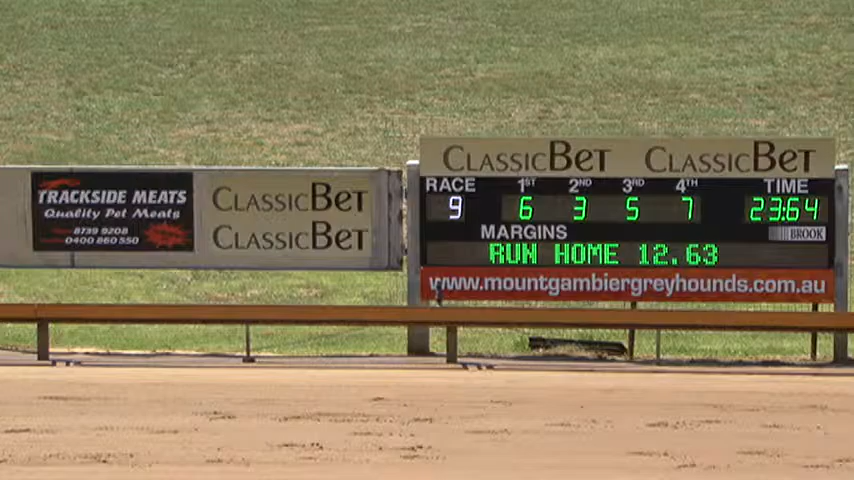 CLASSICBET CLASSICBET
RACE 1ST 2ND 3RD 4TH TIME
9 6 3 5 7 23:64
MARGINS BROOK
RUN HOME 12.63
www.mountgambiergreyhounds.com.au
TRACKSIDE MEATS
Quality Pet Meats
8739 9208
0400 860 550
CLASSICBET
CLASSICBET